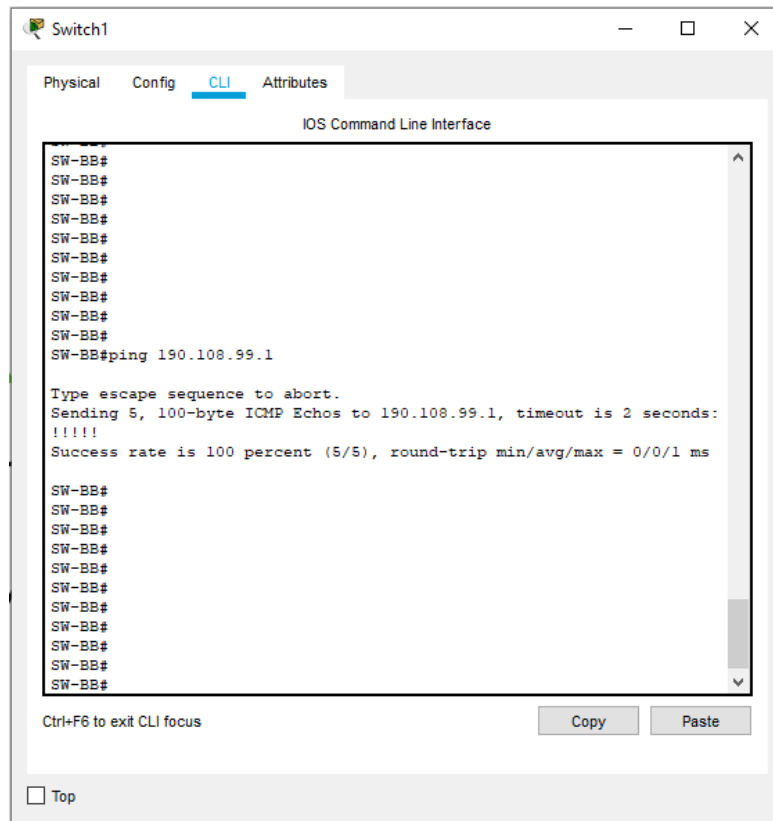 Switch1
Physical Config CLI Attributes
IOS Command Line Interface
SW-BB#
SW-BB#
SW-BB#
SW-BB#
SW-BB#
SW-BB#
SW-BB#
SW-BB#
SW-BB#
SW-BB#
SW-BB#ping 190.108.99.1
Type escape sequence to abort.
Sending 5, 100-byte ICMP Echos to 190.108.99.1, timeout is 2 seconds:
!!!!!
Success rate is 100 percent (5/5), round-trip min/avg/max = 0/0/1 ms
SW-BB#
SW-BB#
SW-BB#
SW-BB#
SW-BB#
SW-BB#
SW-BB#
SW-BB#
SW-BB#
SW-BB#
SW-BB#
Ctrl+F6 to exit CLI focus
Copy Paste
Top